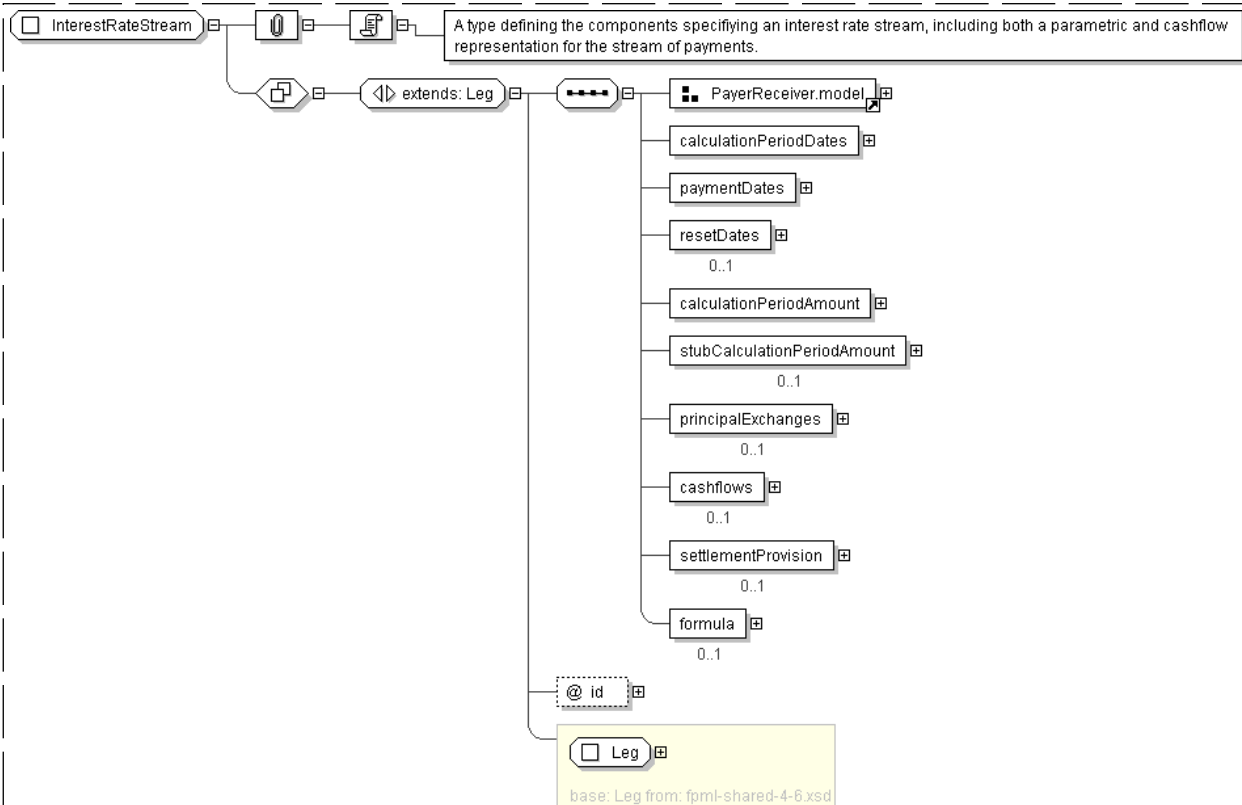 InterestRateStream
A type defining the components specifiying an interest rate stream, including both a parametric and cashflow
representation for the stream of payments.
extends: Leg
PayerReceiver.model
calculationPeriodDates
paymentDates
resetDates
0..1
calculationPeriodAmount
stubCalculationPeriodAmount
0..1
principalExchanges
0..1
cashflows
0..1
settlementProvision
0..1
formula
0..1
@ id
Leg
base: Leg from: fpml-shared-4-6.xsd